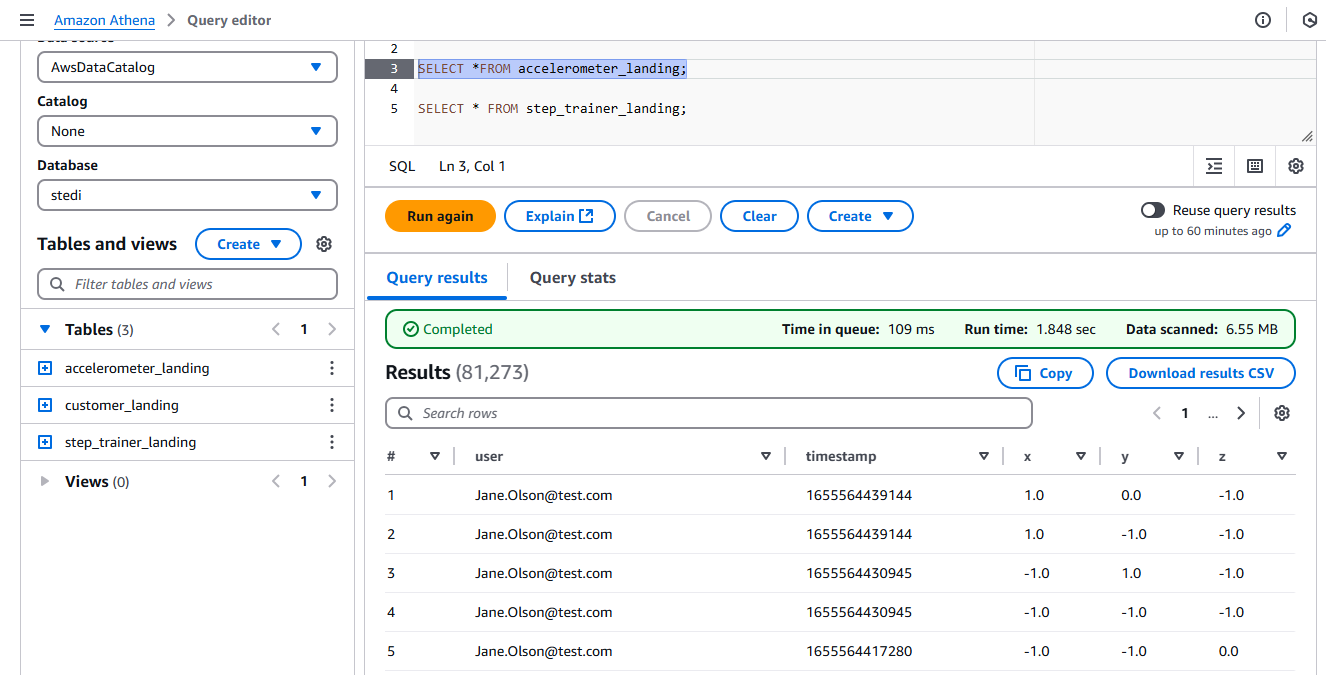 Amazon Athena > Query editor
Data source
AwsDataCatalog
Catalog
None
Database
stedi
Tables and views Create
Filter tables and views
Tables (3) 1
accelerometer_landing
customer_landing
step_trainer_landing
Views (0) 1
2
3 SELECT *FROM accelerometer_landing;
4
5 SELECT * FROM step_trainer_landing;
SQL Ln 3, Col 1
Run again Explain Cancel Clear Create
Reuse query results
up to 60 minutes ago
Query results Query stats
Completed Time in queue: 109 ms Run time: 1.848 sec Data scanned: 6.55 MB
Results (81,273) Copy Download results CSV
Search rows 1 ...
# user timestamp x y z
1 Jane.Olson@test.com 1655564439144 1.0 0.0 -1.0
2 Jane.Olson@test.com 1655564439144 1.0 -1.0 -1.0
3 Jane.Olson@test.com 1655564430945 -1.0 1.0 -1.0
4 Jane.Olson@test.com 1655564430945 -1.0 -1.0 -1.0
5 Jane.Olson@test.com 1655564417280 -1.0 -1.0 0.0